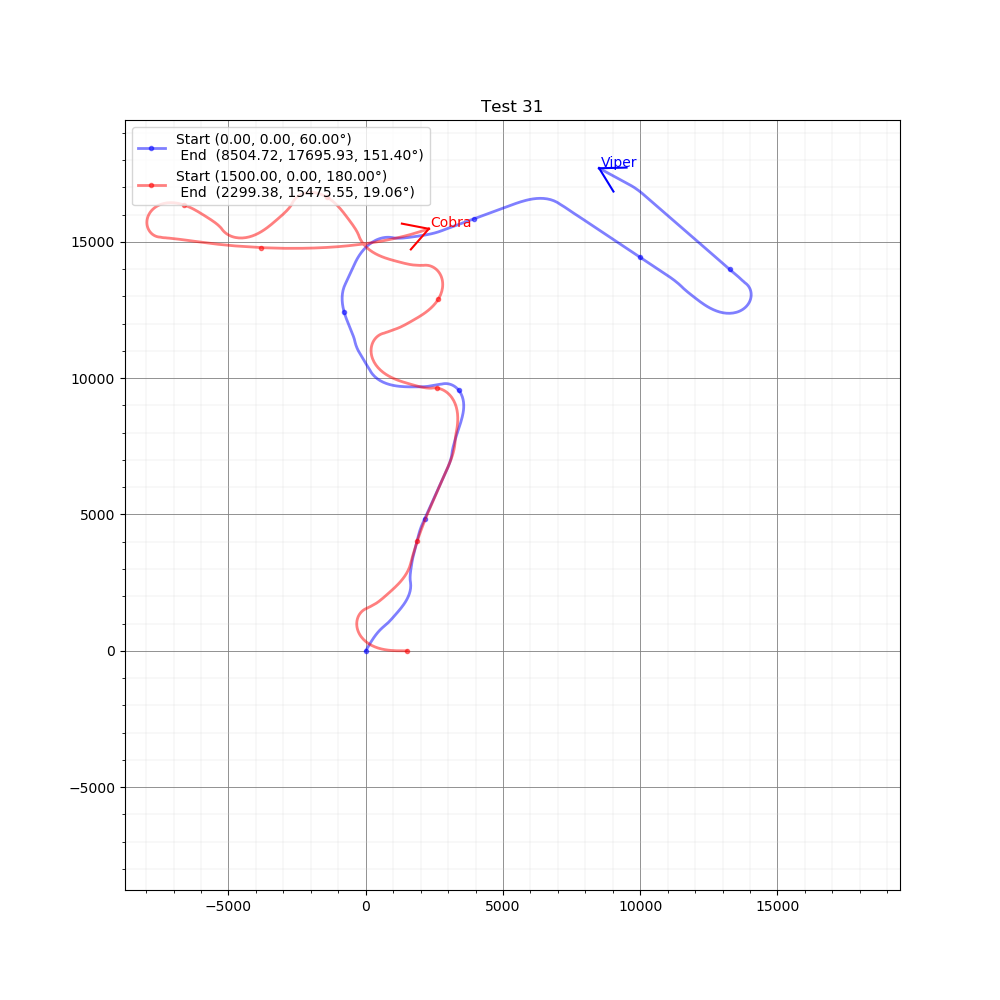 Test 31
Start (0.00, 0.00, 60.00°)
End (8504.72, 17695.93, 151.40°)
Start (1500.00, 0.00, 180.00°)
End (2299.38, 15475.55, 19.06°)
Viper
Cobra
15000
10000
5000
0
−5000
−5000
0
5000
10000
15000